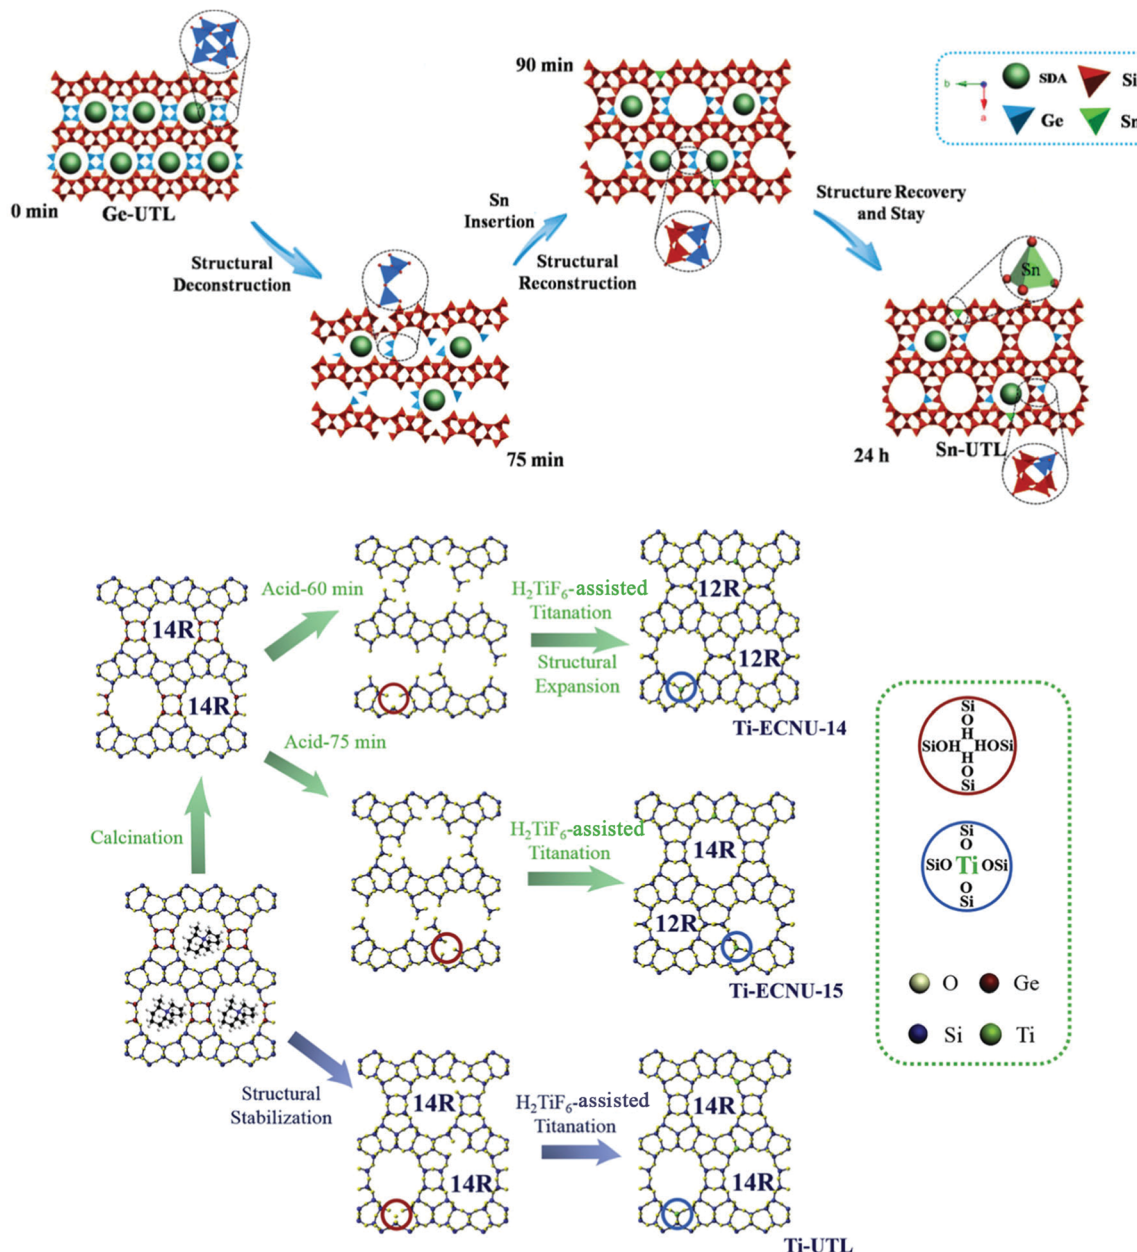 90 min
SDA
Si
b
a
Ge
Sn
0 min
Ge-UTL
Sn
Insertion
Structure Recovery
and Stay
Structural
Deconstruction
Structural
Reconstruction
Sn
75 min
24 h
Sn-UTL
Acid-60 min
H₂TiF₆-assisted
Titanation
Structural
Expansion
14R
14R
12R
12R
Ti-ECNU-14
Acid-75 min
Calcination
H₂TiF₆-assisted
Titanation
14R
12R
Ti-ECNU-15
Si
O
H
SiOH HOSi
H
O
Si
Si
O
SiO Ti OSi
O
Si
O Ge
Si Ti
Structural
Stabilization
14R
14R
H₂TiF₆-assisted
Titanation
14R
14R
Ti-UTL